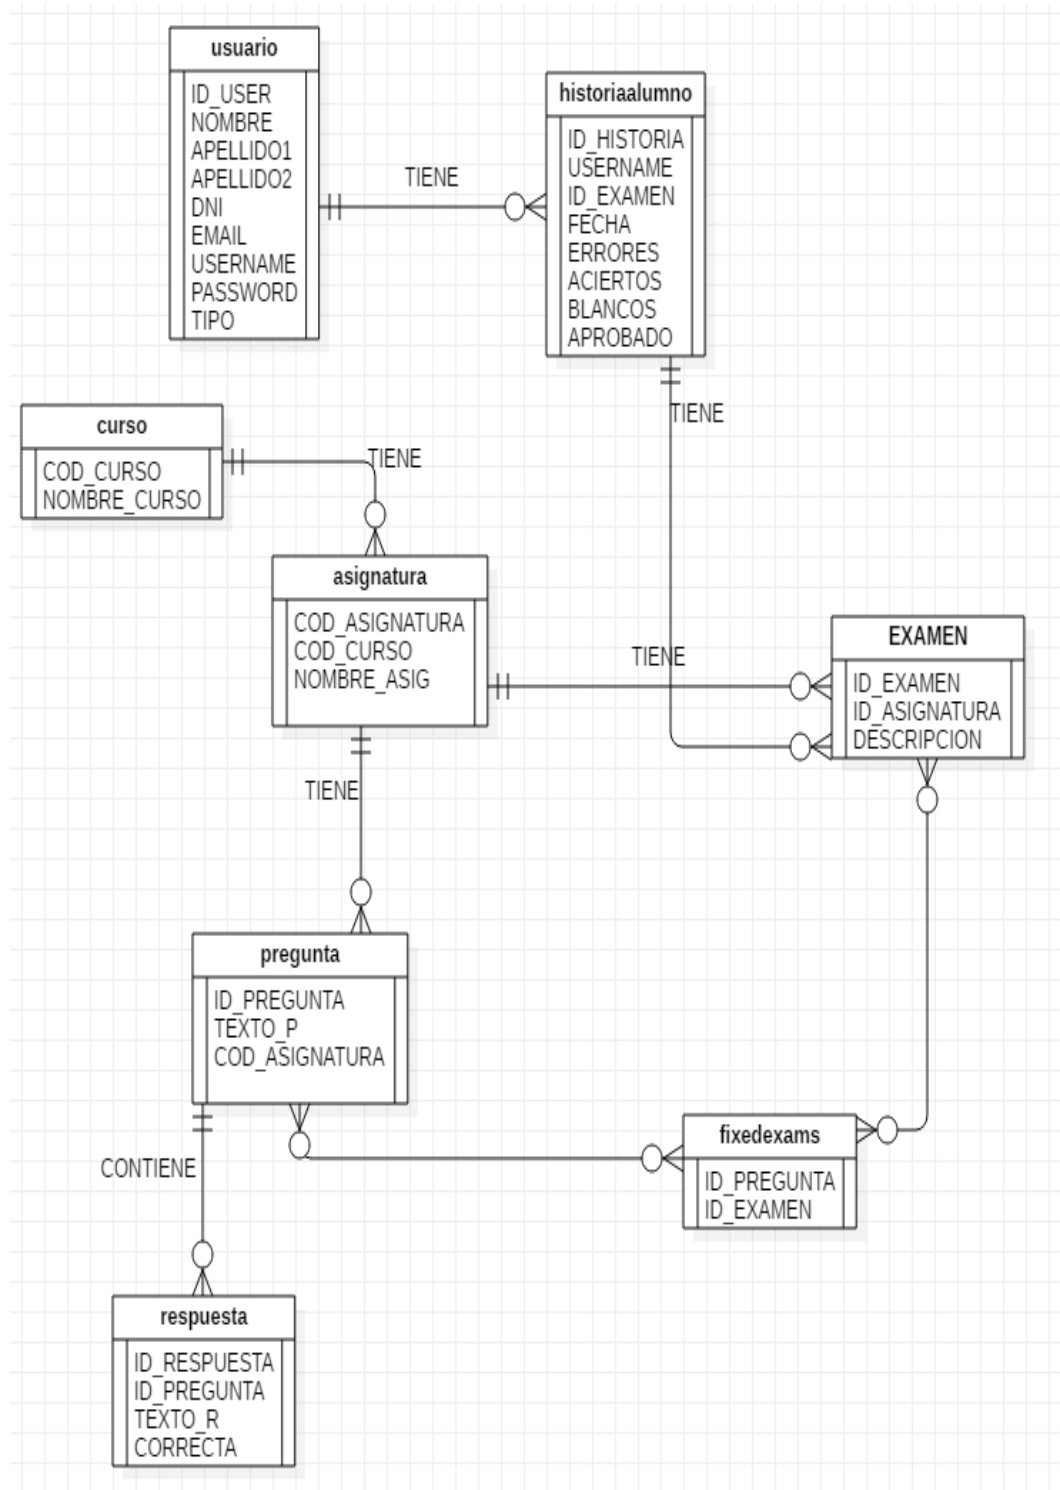 usuario
ID_USER
NOMBRE
APELLIDO1
APELLIDO2
DNI
EMAIL
USERNAME
PASSWORD
TIPO
TIENE
historiaalumno
ID_HISTORIA
USERNAME
ID_EXAMEN
FECHA
ERRORES
ACIERTOS
BLANCOS
APROBADO
TIENE
curso
COD_CURSO
NOMBRE_CURSO
TIENE
asignatura
COD_ASIGNATURA
COD_CURSO
NOMBRE_ASIG
TIENE
EXAMEN
ID_EXAMEN
ID_ASIGNATURA
DESCRIPCION
TIENE
pregunta
ID_PREGUNTA
TEXTO_P
COD_ASIGNATURA
fixedexams
ID_PREGUNTA
ID_EXAMEN
CONTIENE
respuesta
ID_RESPUESTA
ID_PREGUNTA
TEXTO_R
CORRECTA